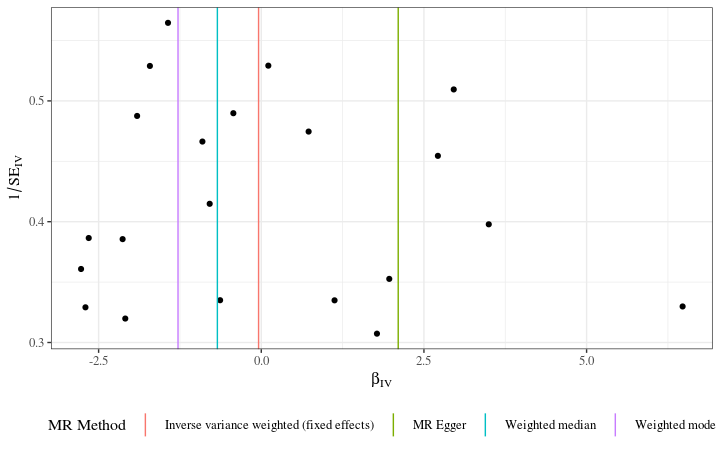 0.5
0.4
0.3
1/SE_IV
-2.5 0.0 2.5 5.0
β_IV
MR Method Inverse variance weighted (fixed effects) MR Egger Weighted median Weighted mode